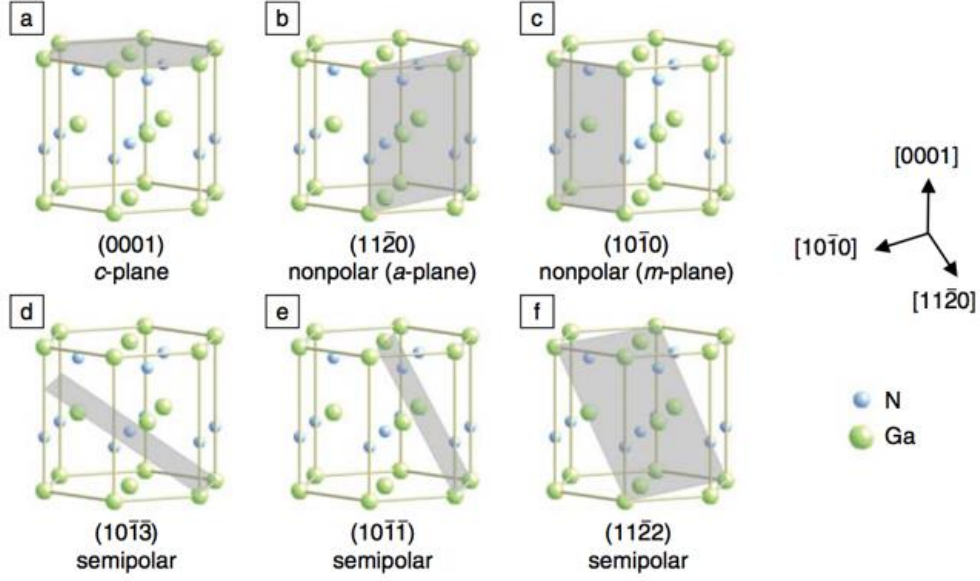 a
b
c
[0001]
[101̄0]
[112̄0]
(0001)
c-plane
(112̄0)
nonpolar (a-plane)
(101̄0)
nonpolar (m-plane)
d
e
f
N
Ga
(101̄3̄)
semipolar
(101̄1̄)
semipolar
(112̄2)
semipolar